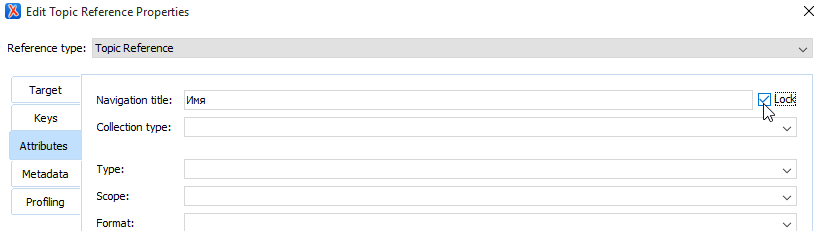 Edit Topic Reference Properties
Reference type: Topic Reference
Target
Keys
Attributes
Metadata
Profiling
Navigation title: Имя Lock
Collection type:
Type:
Scope:
Format: